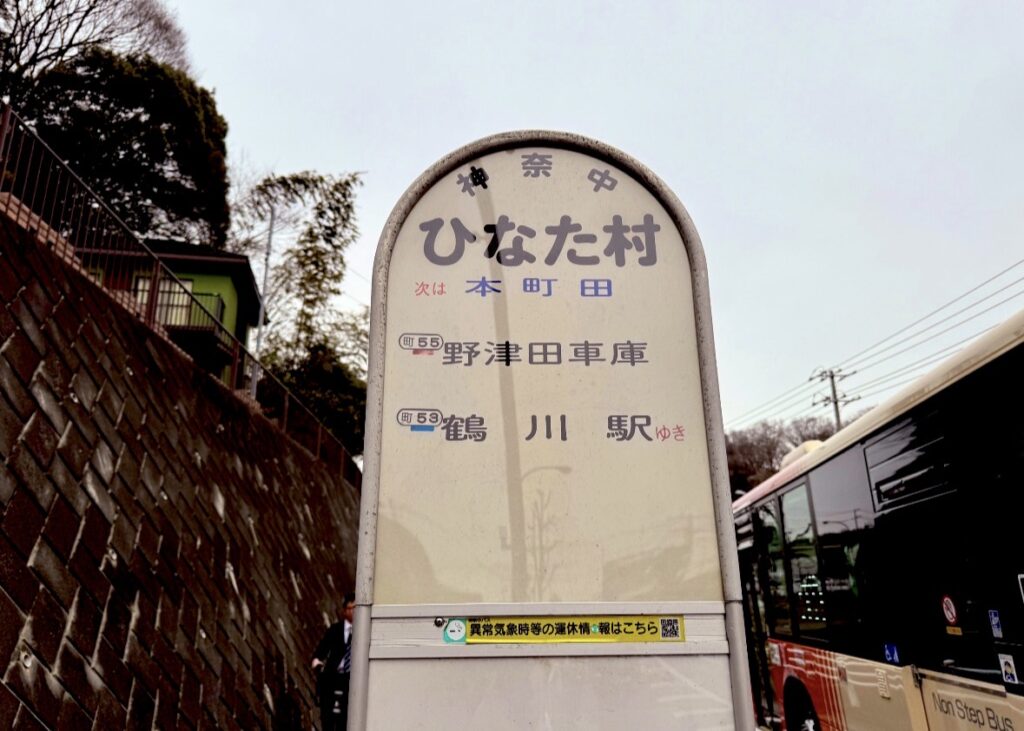 神奈中
ひなた村
次は 本町田
町55 野津田車庫
町53 鶴川駅ゆき
異常気象時等の運休情報はこちら
Non Step Bus